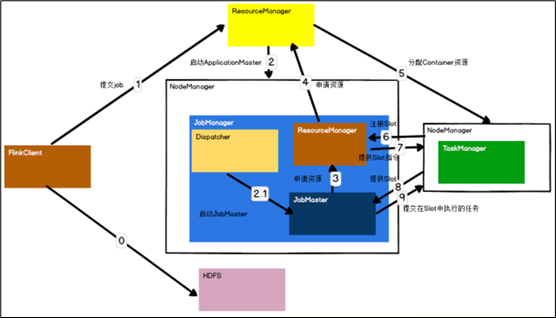 ResourceManager
1
提交job
启动ApplicationMaster
2
4
申请资源
5
分配Container资源
NodeManager
JobManager
Dispatcher
ResourceManager
注册Slot
6
7
提供Slot指令
NodeManager
TaskManager
FlinkClient
申请资源
3
提供Slot
8
9
2.1
启动JobMaster
JobMaster
提交在Slot中执行的任务
0
HDFS